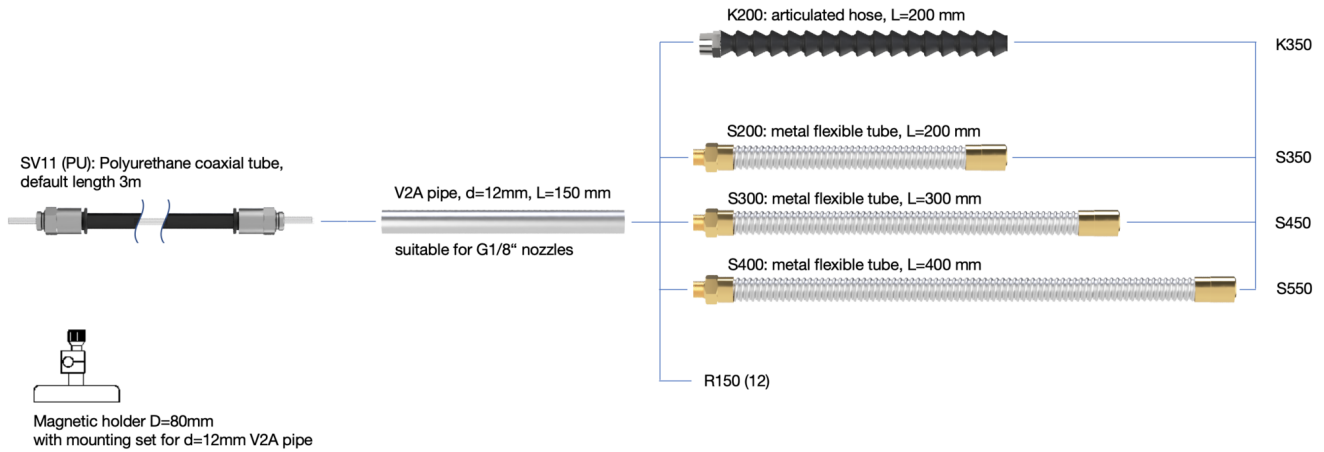 K200: articulated hose, L=200 mm
K350
S200: metal flexible tube, L=200 mm
S350
SV11 (PU): Polyurethane coaxial tube,
default length 3m
V2A pipe, d=12mm, L=150 mm
suitable for G1/8“ nozzles
S300: metal flexible tube, L=300 mm
S450
S400: metal flexible tube, L=400 mm
S550
R150 (12)
Magnetic holder D=80mm
with mounting set for d=12mm V2A pipe